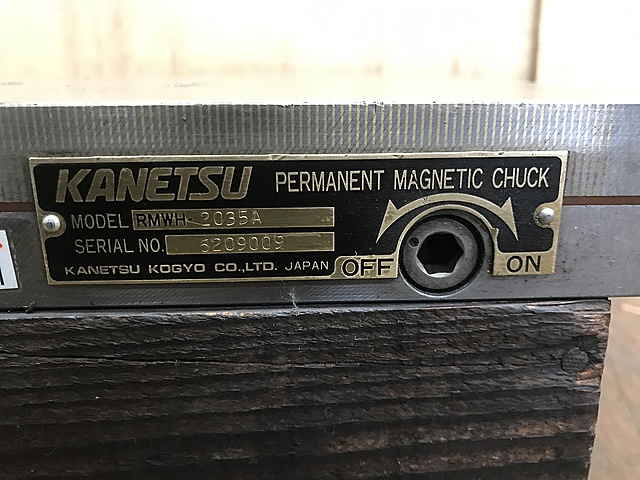 KANETSU PERMANENT MAGNETIC CHUCK
MODEL RMWH-2035A
SERIAL NO. 6209009
KANETSU KOGYO CO.,LTD. JAPAN
OFF ON